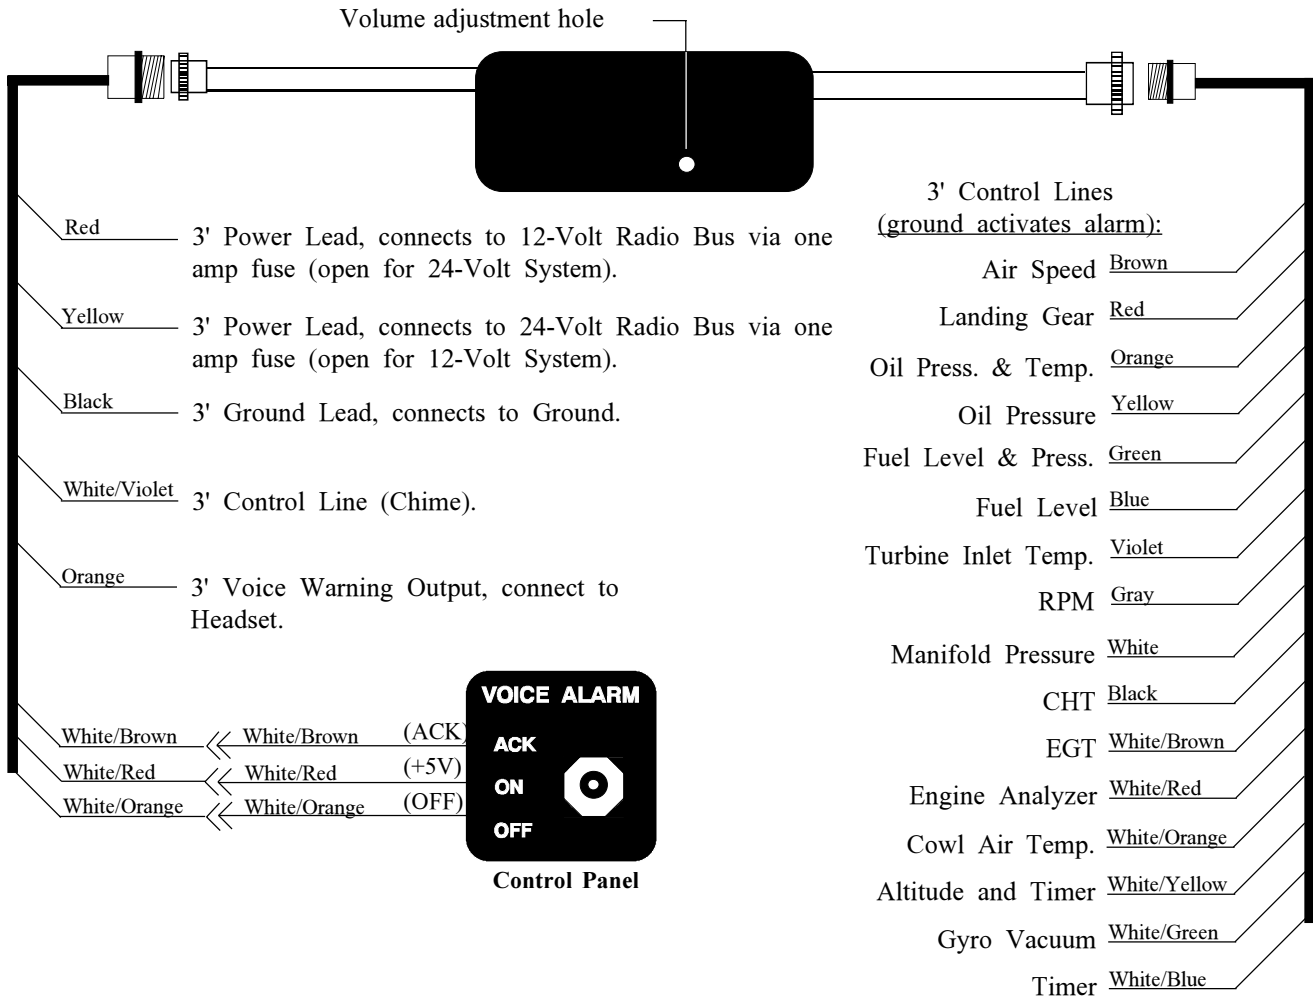 Volume adjustment hole
Red
3' Power Lead, connects to 12-Volt Radio Bus via one
amp fuse (open for 24-Volt System).
Yellow
3' Power Lead, connects to 24-Volt Radio Bus via one
amp fuse (open for 12-Volt System).
Black
3' Ground Lead, connects to Ground.
White/Violet
3' Control Line (Chime).
Orange
3' Voice Warning Output, connect to
Headset.
White/Brown White/Brown (ACK)
White/Red White/Red (+5V)
White/Orange White/Orange (OFF)
VOICE ALARM
ACK
ON
OFF
Control Panel
3' Control Lines
(ground activates alarm):
Air Speed Brown
Landing Gear Red
Oil Press. & Temp. Orange
Oil Pressure Yellow
Fuel Level & Press. Green
Fuel Level Blue
Turbine Inlet Temp. Violet
RPM Gray
Manifold Pressure White
CHT Black
EGT White/Brown
Engine Analyzer White/Red
Cowl Air Temp. White/Orange
Altitude and Timer White/Yellow
Gyro Vacuum White/Green
Timer White/Blue